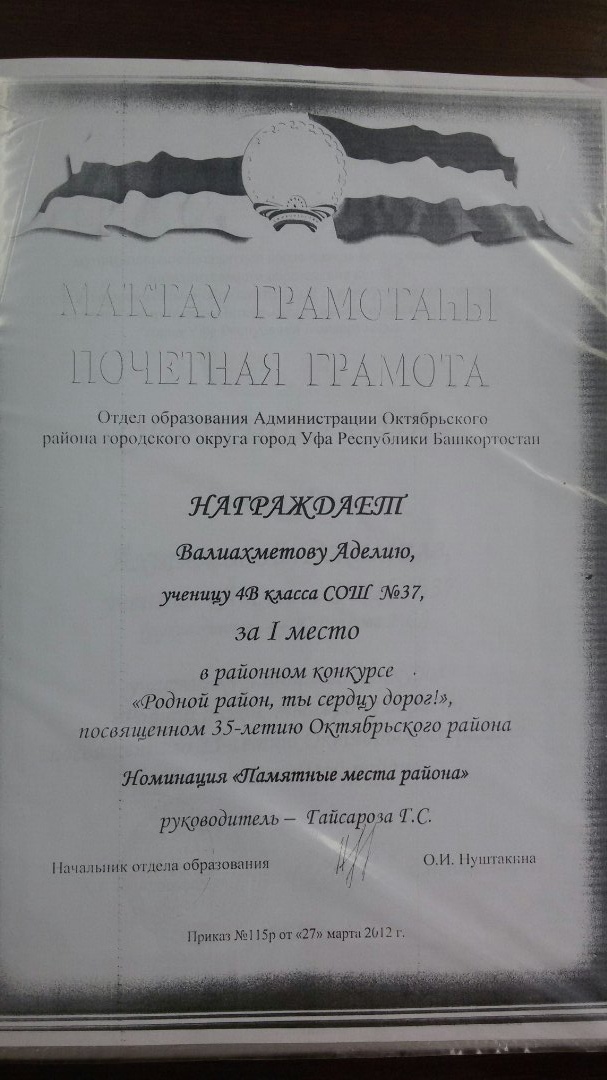 МАКТАУ ГРАМОТАҺЫ
ПОЧЕТНАЯ ГРАМОТА
Отдел образования Администрации Октябрьского
района городского округа город Уфа Республики Башкортостан
НАГРАЖДАЕТ
Валиахметову Аделию,
ученицу 4В класса СОШ №37,
за I место
в районном конкурсе
«Родной район, ты сердцу дорог!»,
посвященном 35-летию Октябрьского района
Номинация «Памятные места района»
руководитель – Гайсароза Г.С.
Начальник отдела образования О.И. Нуштакина
Приказ №115р от «27» марта 2012 г.